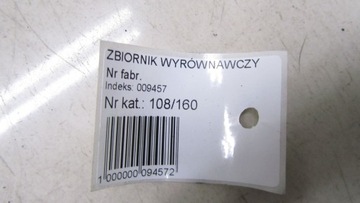 ZBIORNIK WYRÓWNAWCZY
Nr fabr.
Indeks: 009457
Nr kat.: 108/160
1 000000 094572